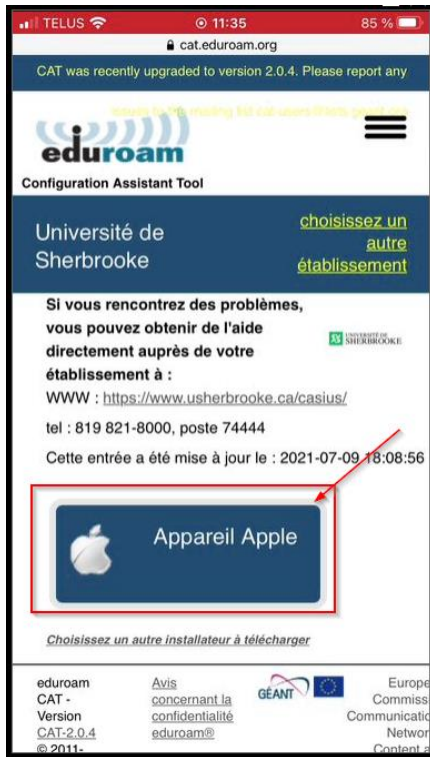 TELUS 11:35 85 %
cat.eduroam.org
CAT was recently upgraded to version 2.0.4. Please report any
eduroam
Configuration Assistant Tool
Université de
Sherbrooke
choisissez un
autre
établissement
Si vous rencontrez des problèmes,
vous pouvez obtenir de l'aide
directement auprès de votre
établissement à :
UNIVERSITÉ DE
SHERBROOKE
WWW : https://www.usherbrooke.ca/casius/
tel : 819 821-8000, poste 74444
Cette entrée a été mise à jour le : 2021-07-09 18:08:56
Appareil Apple
Choisissez un autre installateur à télécharger
eduroam
CAT -
Version
CAT-2.0.4
© 2011-
Avis
concernant la
confidentialité
eduroam®
GÉANT
Europe
Commiss
Communicatio
Networ
Content a